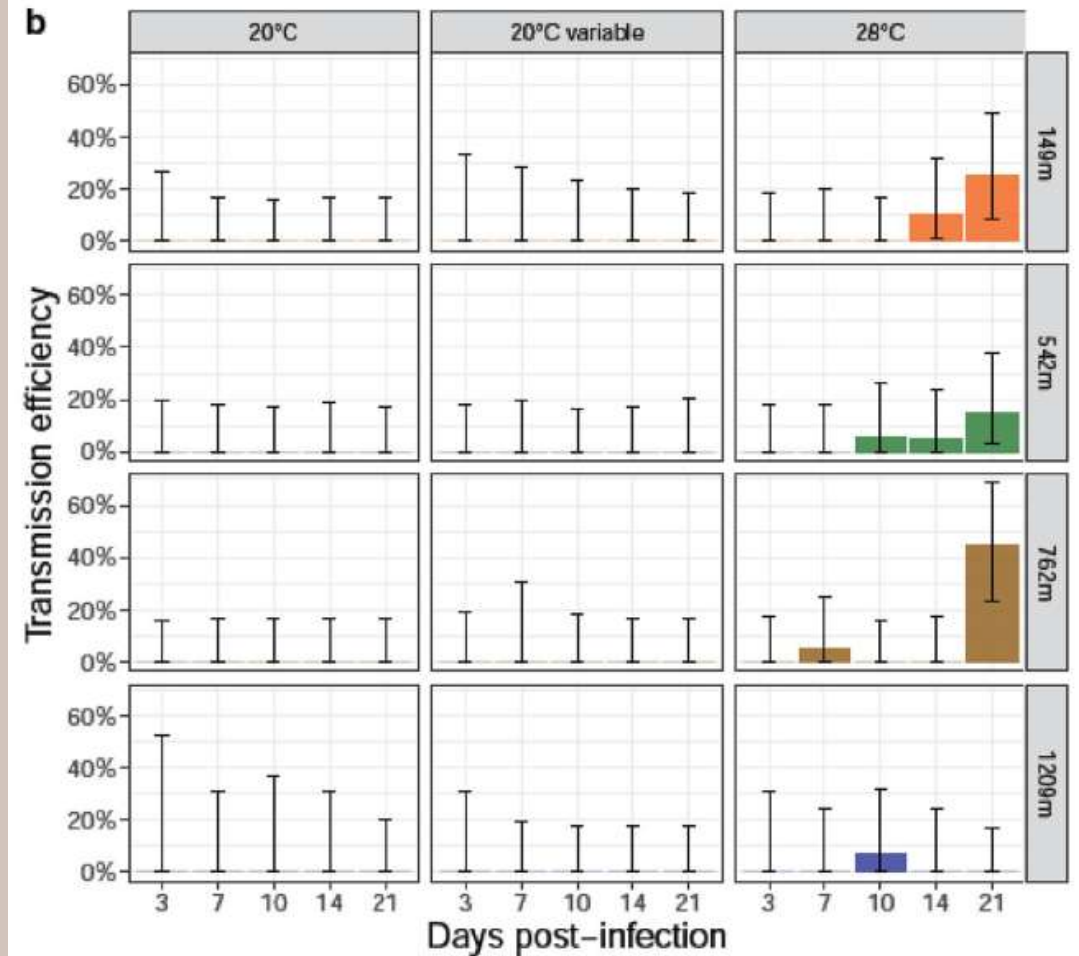 b
20°C
20°C variable
28°C
Transmission efficiency
60%
40%
20%
0%
149m
60%
40%
20%
0%
542m
60%
40%
20%
0%
762m
60%
40%
20%
0%
1209m
3 7 10 14 21
3 7 10 14 21
3 7 10 14 21
Days post-infection